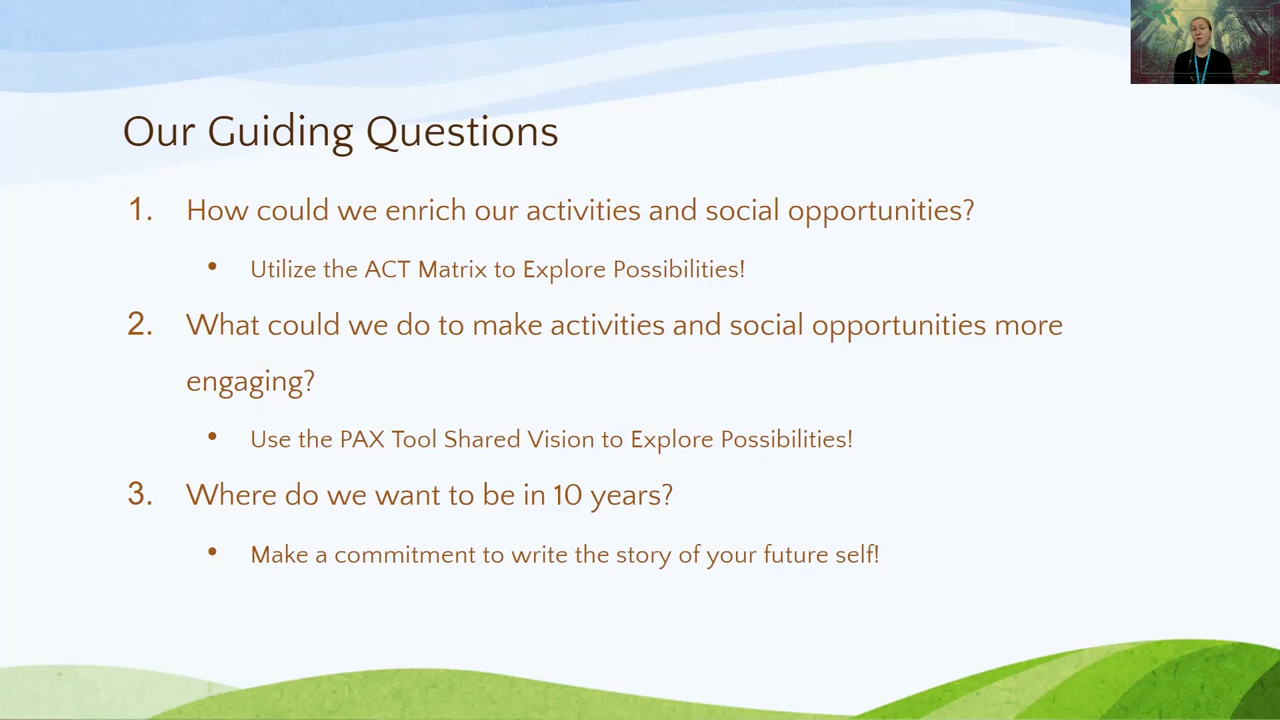 Our Guiding Questions
1. How could we enrich our activities and social opportunities?
• Utilize the ACT Matrix to Explore Possibilities!
2. What could we do to make activities and social opportunities more
engaging?
• Use the PAX Tool Shared Vision to Explore Possibilities!
3. Where do we want to be in 10 years?
• Make a commitment to write the story of your future self!